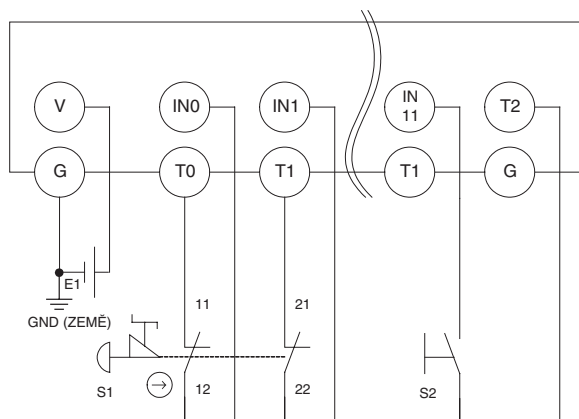 V
IN0
IN1
IN
11
T2
G
T0
T1
T1
G
E1
GND (ZEMĚ)
11
21
S1
12
22
S2